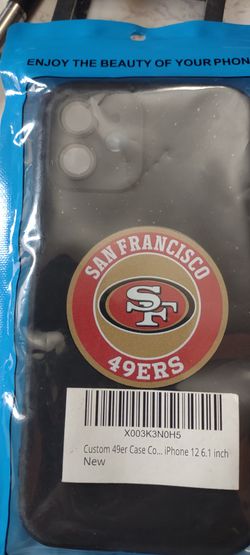 ENJOY THE BEAUTY OF YOUR PHON
SAN FRANCISCO
SF
49ERS
X003K3N0H5
Custom 49er Case Co... iPhone 12 6.1 inch
New